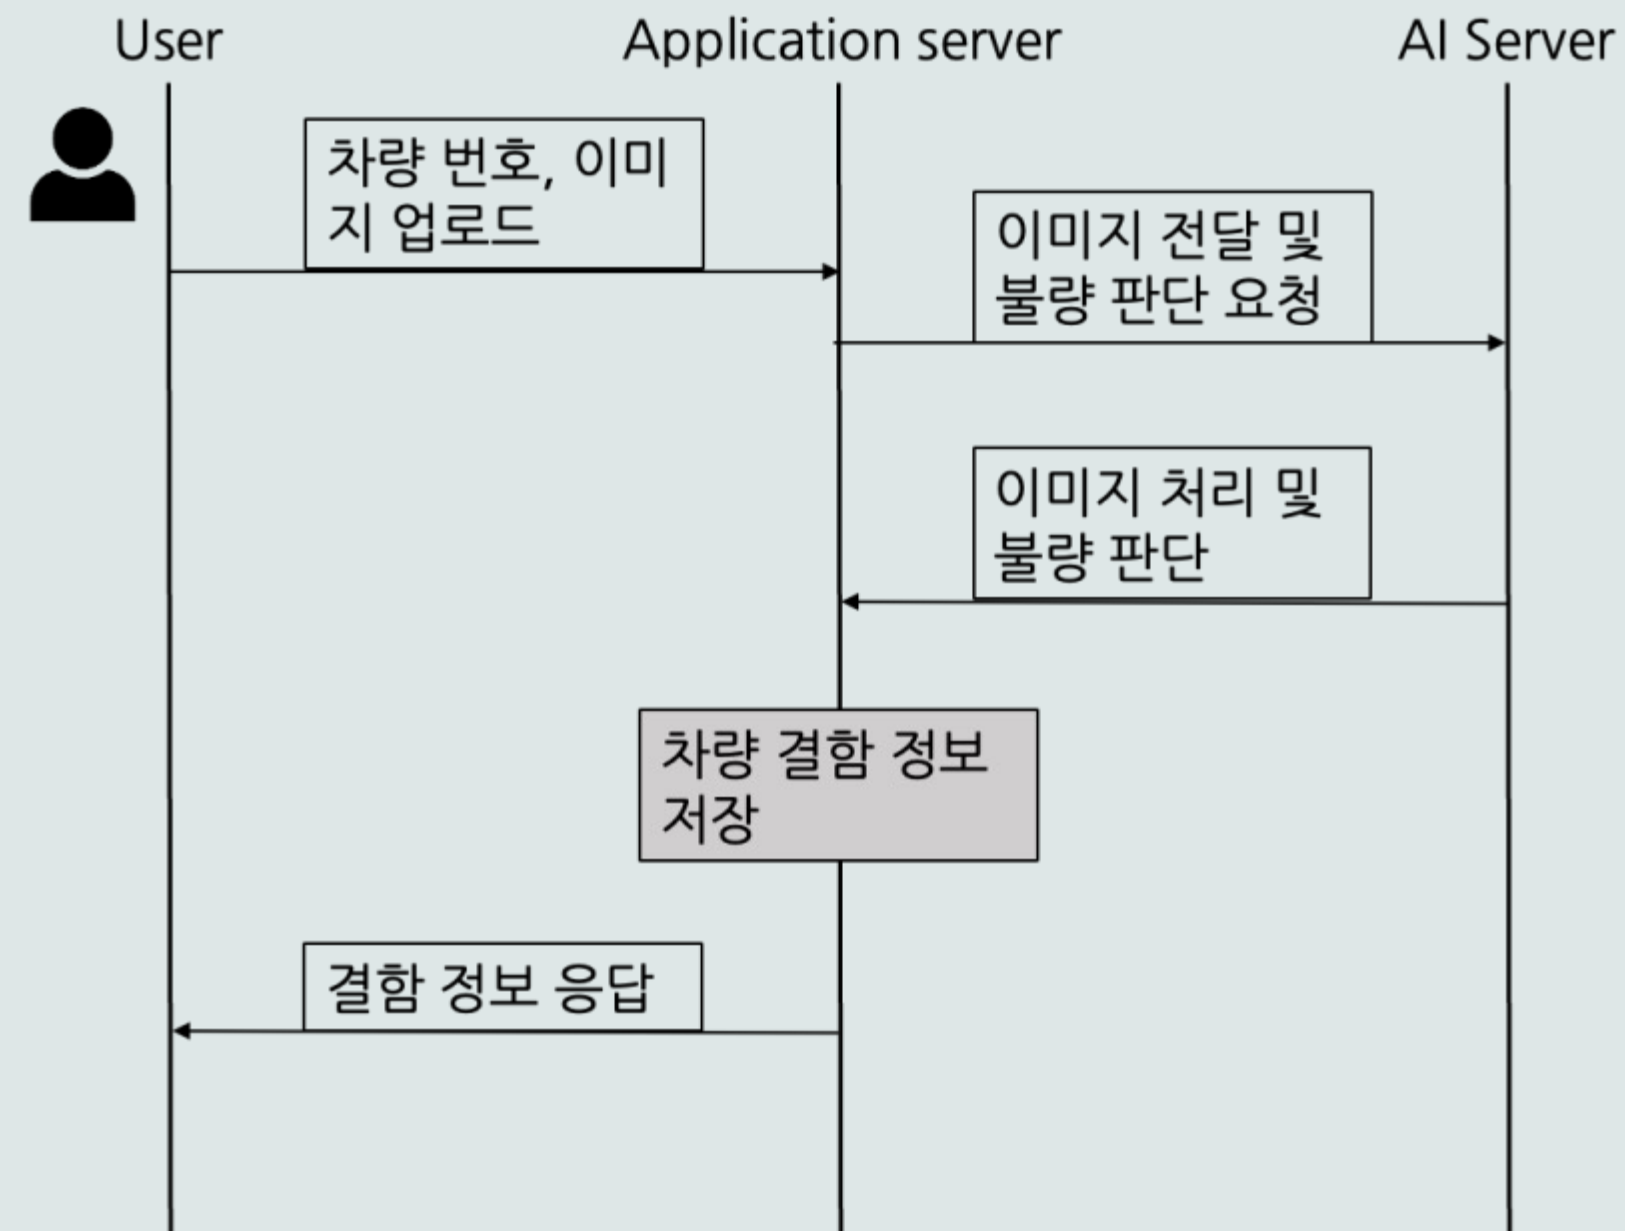 User
Application server
AI Server
차량 번호, 이미
지 업로드
이미지 전달 및
불량 판단 요청
이미지 처리 및
불량 판단
차량 결함 정보
저장
결함 정보 응답